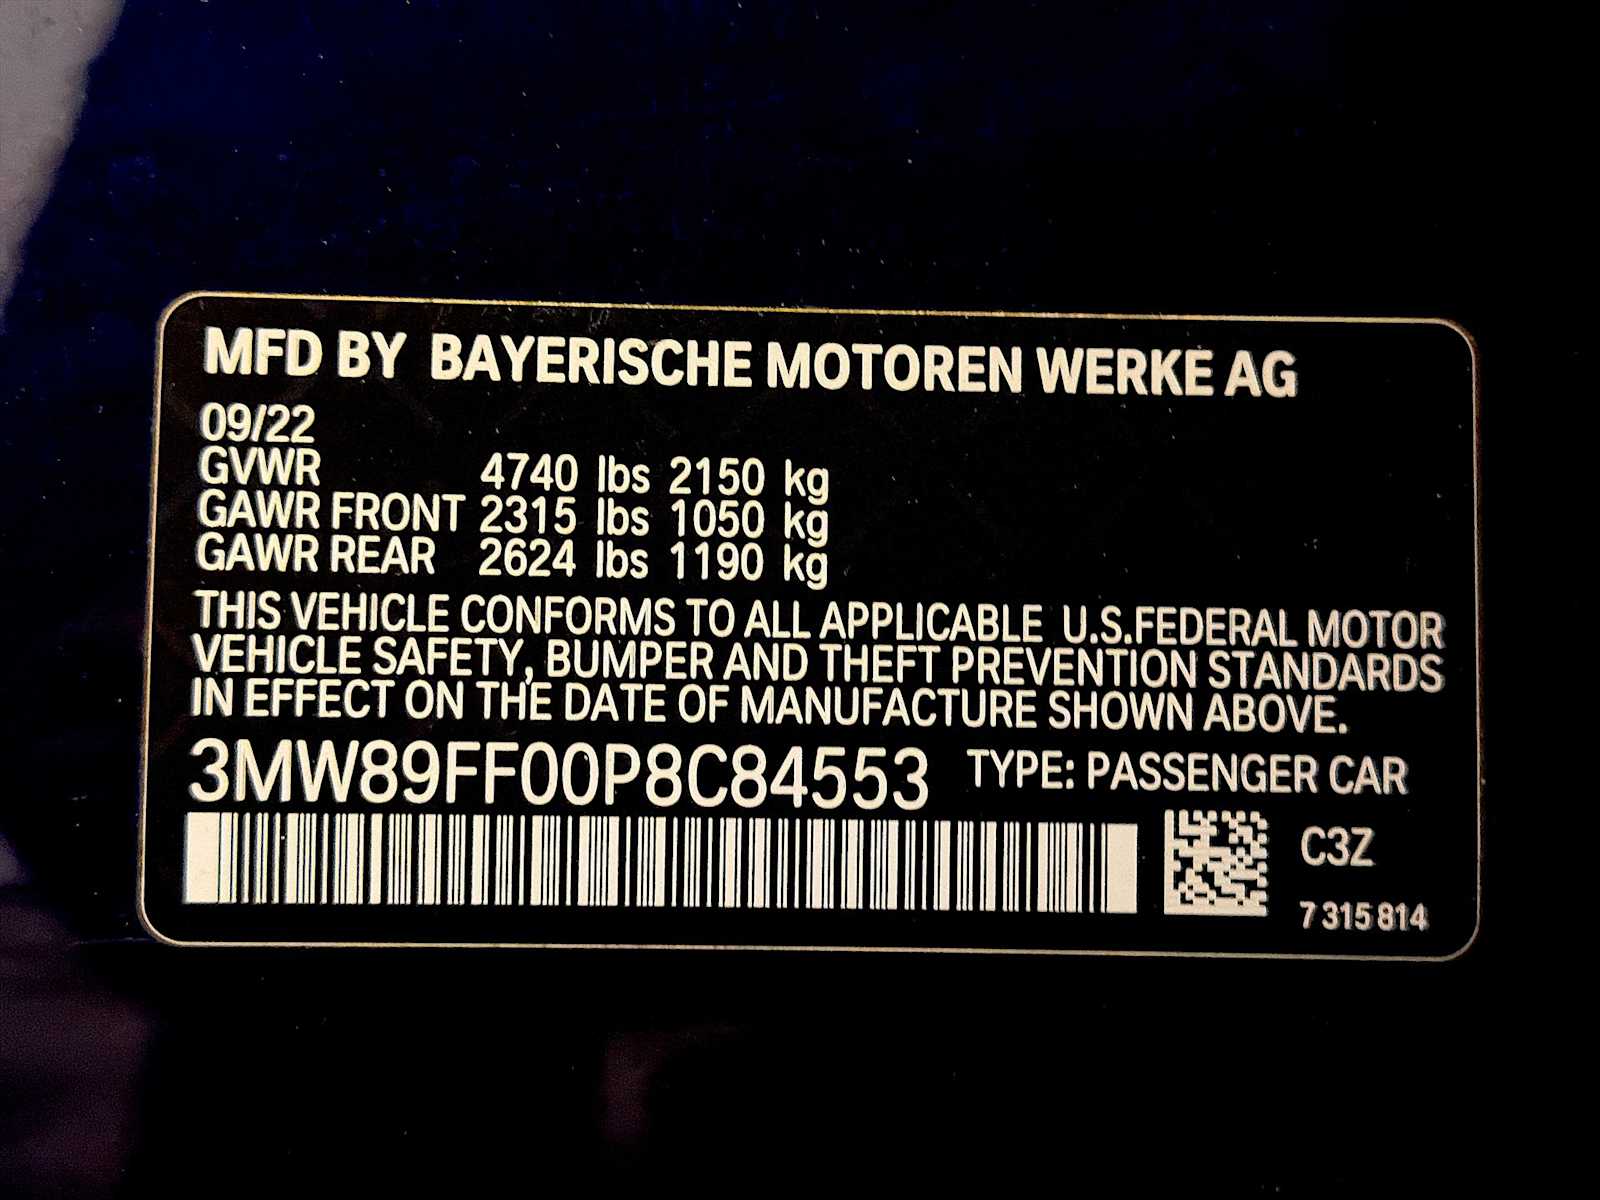 MFD BY BAYERISCHE MOTOREN WERKE AG
09/22
GVWR 4740 lbs 2150 kg
GAWR FRONT 2315 lbs 1050 kg
GAWR REAR 2624 lbs 1190 kg
THIS VEHICLE CONFORMS TO ALL APPLICABLE U.S.FEDERAL MOTOR
VEHICLE SAFETY, BUMPER AND THEFT PREVENTION STANDARDS
IN EFFECT ON THE DATE OF MANUFACTURE SHOWN ABOVE.
3MW89FF00P8C84553 TYPE: PASSENGER CAR
C3Z
7 315 814